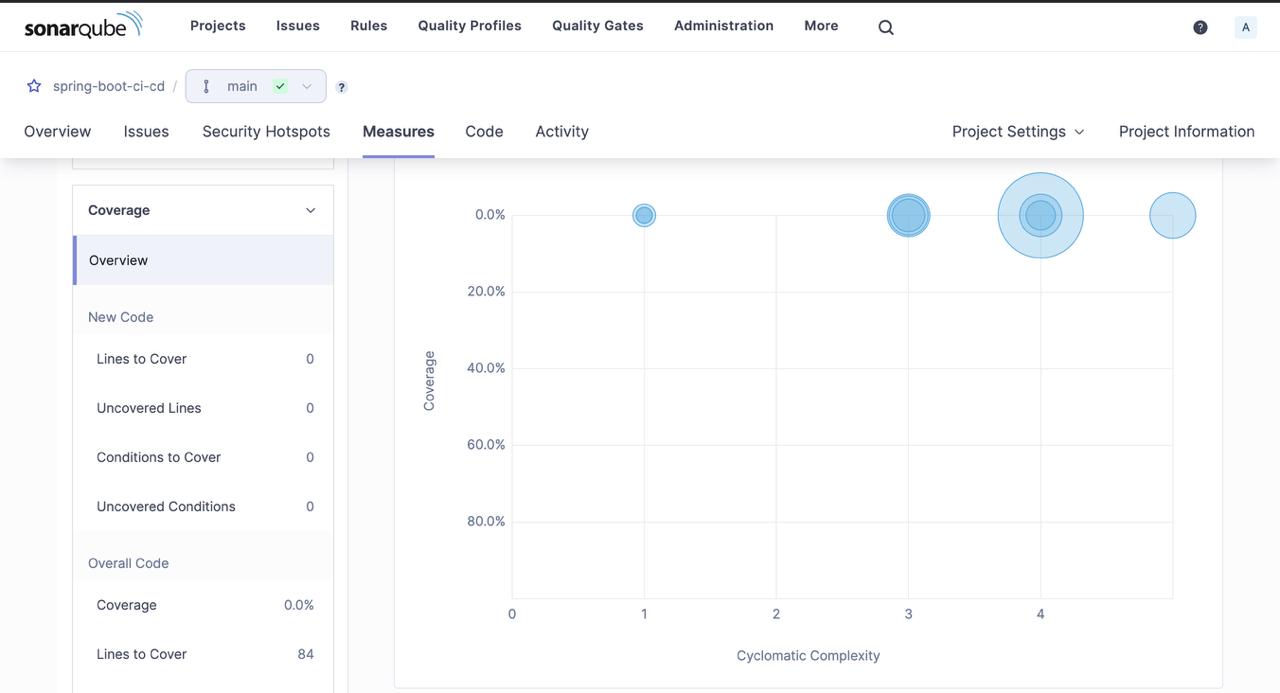 sonarqube Projects Issues Rules Quality Profiles Quality Gates Administration More ? A
spring-boot-ci-cd / main ?
Overview Issues Security Hotspots Measures Code Activity Project Settings Project Information
Coverage
Overview
New Code
Lines to Cover 0
Uncovered Lines 0
Conditions to Cover 0
Uncovered Conditions 0
Overall Code
Coverage 0.0%
Lines to Cover 84
0.0%
20.0%
40.0%
60.0%
80.0%
Coverage
0 1 2 3 4
Cyclomatic Complexity